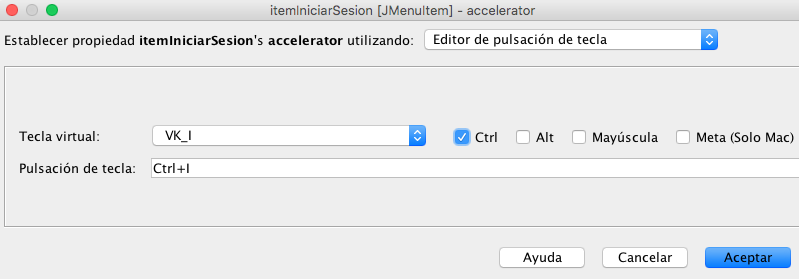 itemIniciarSesion [JMenuItem] - accelerator
Establecer propiedad itemIniciarSesion's accelerator utilizando: Editor de pulsación de tecla
Tecla virtual: VK_I Ctrl Alt Mayúscula Meta (Solo Mac)
Pulsación de tecla: Ctrl+I
Ayuda Cancelar Aceptar